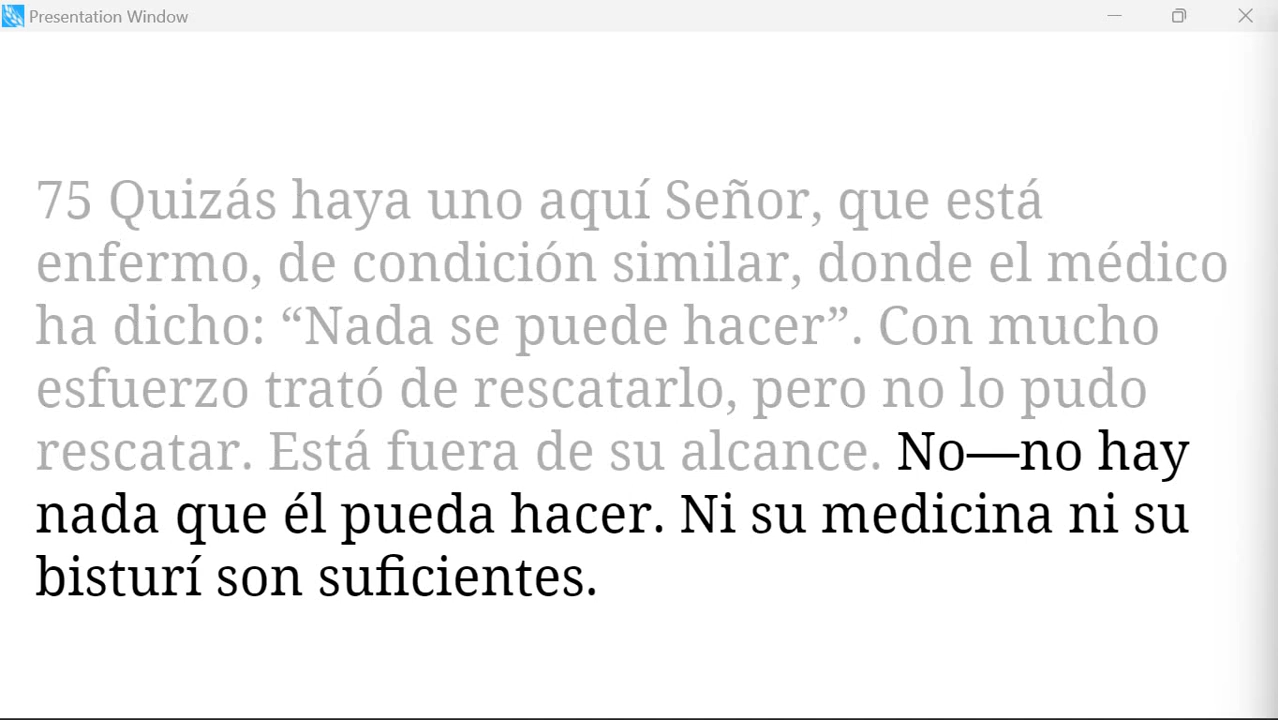 Presentation Window
75 Quizás haya uno aquí Señor, que está
enfermo, de condición similar, donde el médico
ha dicho: “Nada se puede hacer”. Con mucho
esfuerzo trató de rescatarlo, pero no lo pudo
rescatar. Está fuera de su alcance. No—no hay
nada que él pueda hacer. Ni su medicina ni su
bisturí son suficientes.